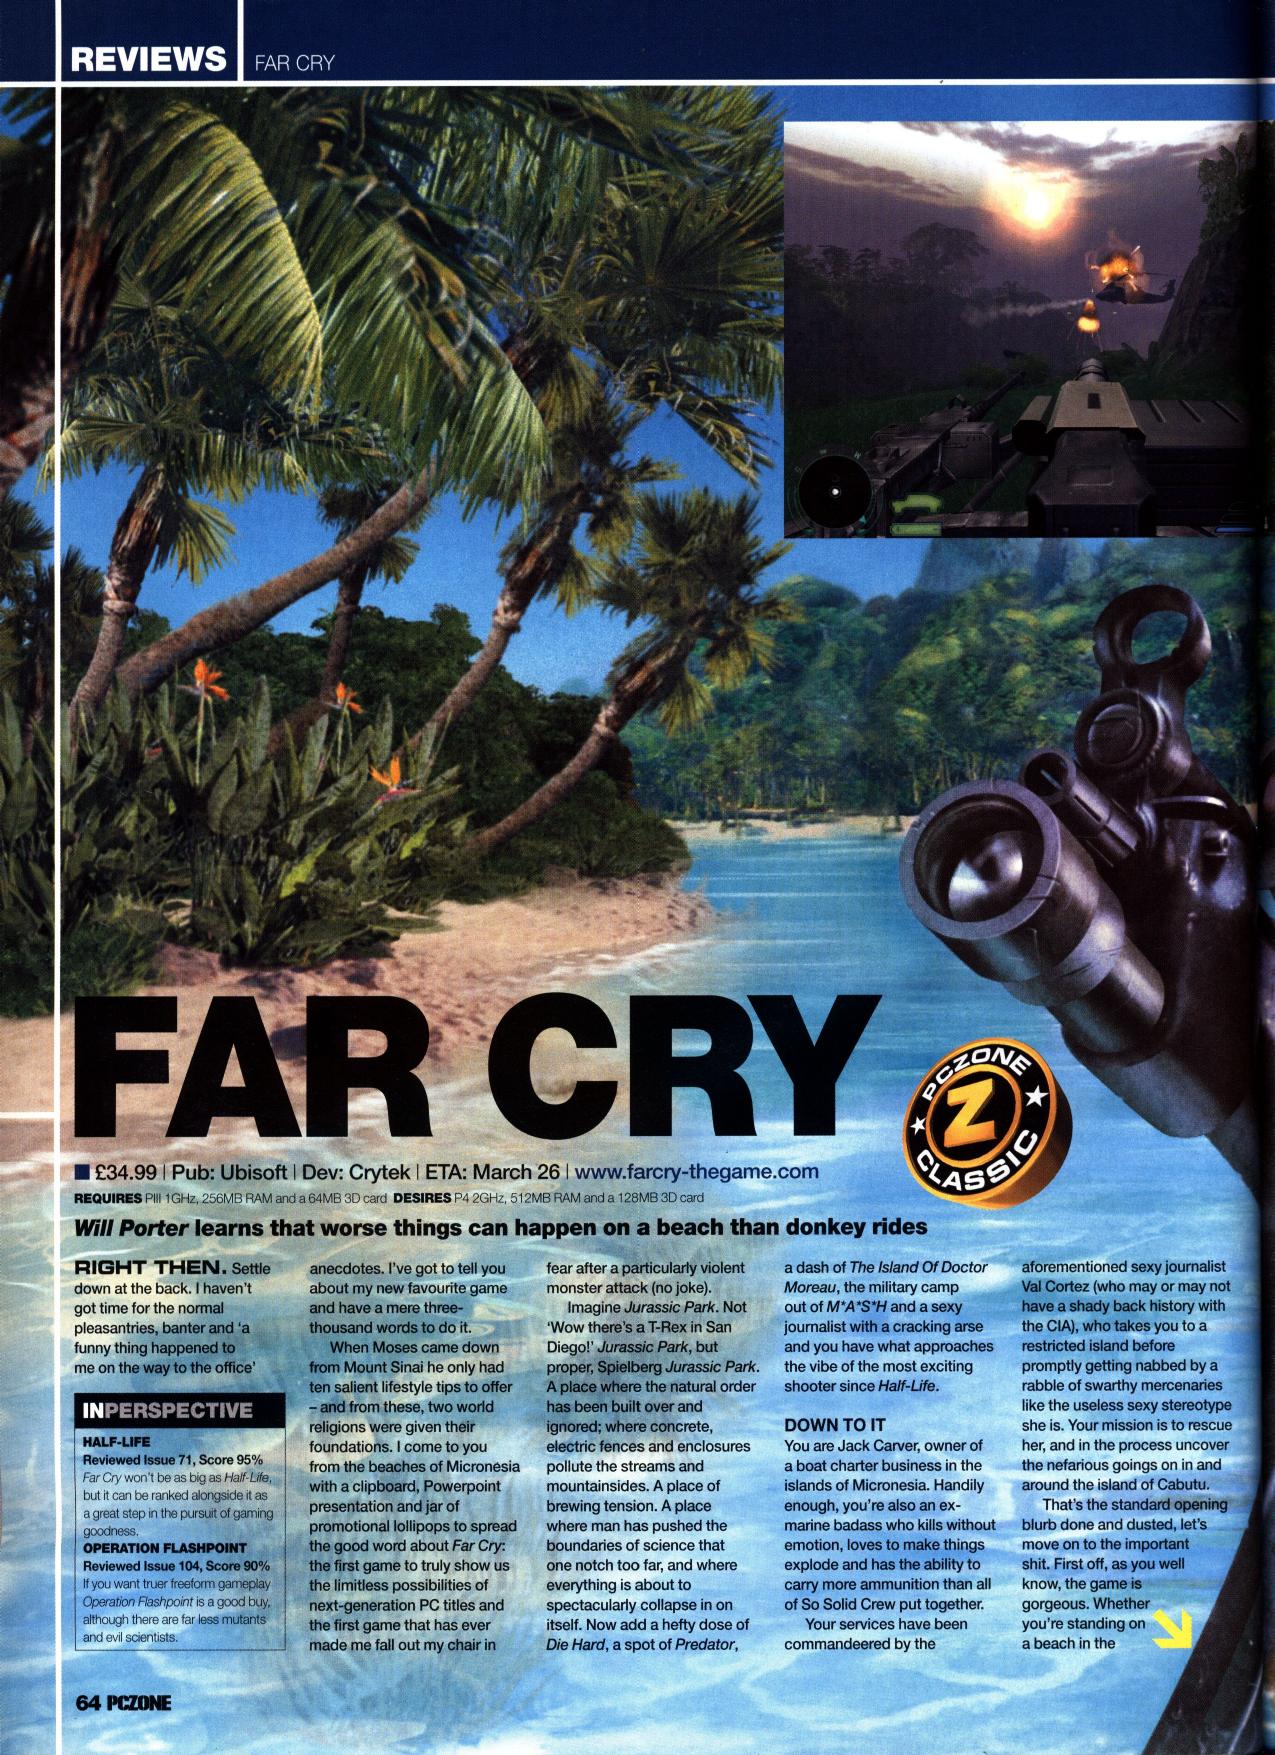 REVIEWS
FAR CRY
FAR CRY
PCZONE
Z
CLASSIC
£34.99 | Pub: Ubisoft | Dev: Crytek | ETA: March 26 | www.farcry-thegame.com
REQUIRES PIII 1GHz, 256MB RAM and a 64MB 3D card DESIRES P4 2GHz, 512MB RAM and a 128MB 3D card
Will Porter learns that worse things can happen on a beach than donkey rides
RIGHT THEN. Settle
down at the back. I haven't
got time for the normal
pleasantries, banter and 'a
funny thing happened to
me on the way to the office'
anecdotes. I've got to tell you
about my new favourite game
and have a mere three-
thousand words to do it.
When Moses came down
from Mount Sinai he only had
ten salient lifestyle tips to offer
– and from these, two world
religions were given their
foundations. I come to you
from the beaches of Micronesia
with a clipboard, Powerpoint
presentation and jar of
promotional lollipops to spread
the good word about Far Cry:
the first game to truly show us
the limitless possibilities of
next-generation PC titles and
the first game that has ever
made me fall out my chair in
fear after a particularly violent
monster attack (no joke).
Imagine Jurassic Park. Not
'Wow there's a T-Rex in San
Diego!' Jurassic Park, but
proper, Spielberg Jurassic Park.
A place where the natural order
has been built over and
ignored; where concrete,
electric fences and enclosures
pollute the streams and
mountainsides. A place of
brewing tension. A place
where man has pushed the
boundaries of science that
one notch too far, and where
everything is about to
spectacularly collapse in on
itself. Now add a hefty dose of
Die Hard, a spot of Predator,
a dash of The Island Of Doctor
Moreau, the military camp
out of M*A*S*H and a sexy
journalist with a cracking arse
and you have what approaches
the vibe of the most exciting
shooter since Half-Life.
DOWN TO IT
You are Jack Carver, owner of
a boat charter business in the
islands of Micronesia. Handily
enough, you're also an ex-
marine badass who kills without
emotion, loves to make things
explode and has the ability to
carry more ammunition than all
of So Solid Crew put together.
Your services have been
commandeered by the
aforementioned sexy journalist
Val Cortez (who may or may not
have a shady back history with
the CIA), who takes you to a
restricted island before
promptly getting nabbed by a
rabble of swarthy mercenaries
like the useless sexy stereotype
she is. Your mission is to rescue
her, and in the process uncover
the nefarious goings on in and
around the island of Cabutu.
That's the standard opening
blurb done and dusted, let's
move on to the important
shit. First off, as you well
know, the game is
gorgeous. Whether
you're standing on
a beach in the
INPERSPECTIVE
HALF-LIFE
Reviewed Issue 71, Score 95%
Far Cry won't be as big as Half-Life,
but it can be ranked alongside it as
a great step in the pursuit of gaming
goodness.
OPERATION FLASHPOINT
Reviewed Issue 104, Score 90%
If you want truer freeform gameplay
Operation Flashpoint is a good buy,
although there are far less mutants
and evil scientists.
64 PCZONE